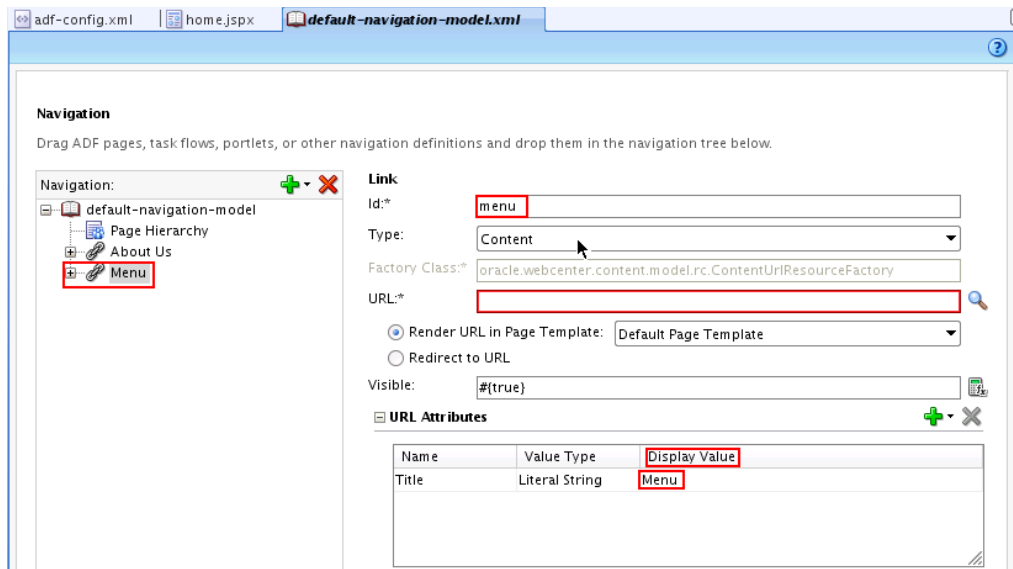 adf-config.xml home.jspx default-navigation-model.xml
Navigation
Drag ADF pages, task flows, portlets, or other navigation definitions and drop them in the navigation tree below.
Navigation:
default-navigation-model
Page Hierarchy
About Us
Menu
Link
Id:* menu
Type: Content
Factory Class:* oracle.webcenter.content.model.rc.ContentUrlResourceFactory
URL:*
Render URL in Page Template: Default Page Template
Redirect to URL
Visible: #{true}
URL Attributes
Name Value Type Display Value
Title Literal String Menu